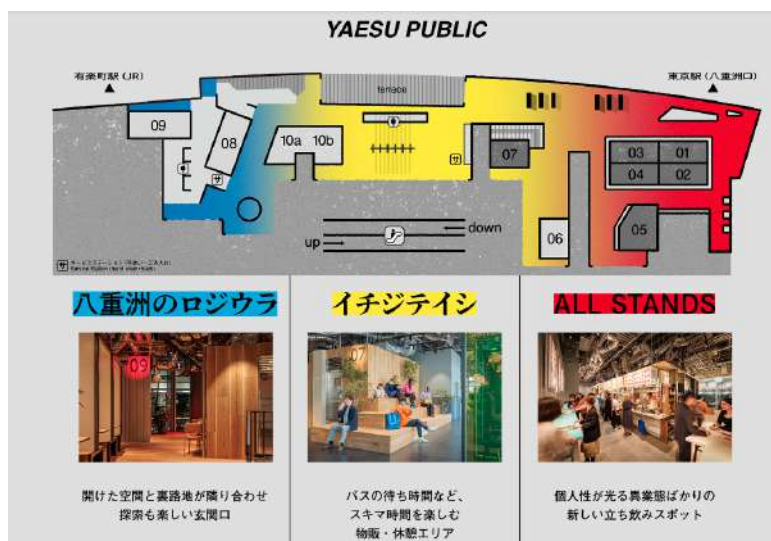 YAESU PUBLIC
有楽町駅(JR)
東京駅(八重洲口)
terrace
09
08
10a 10b
サ
07
サ
03 01
04 02
05
06
up
down
サ
八重洲のロジウラ
イチジテイシ
ALL STANDS
09
07
開けた空間と裏路地が隣り合わせ
探索も楽しい玄関口
バスの待ち時間など、
スキマ時間を楽しむ
物販・休憩エリア
個人性が光る異業態ばかりの
新しい立ち飲みスポット